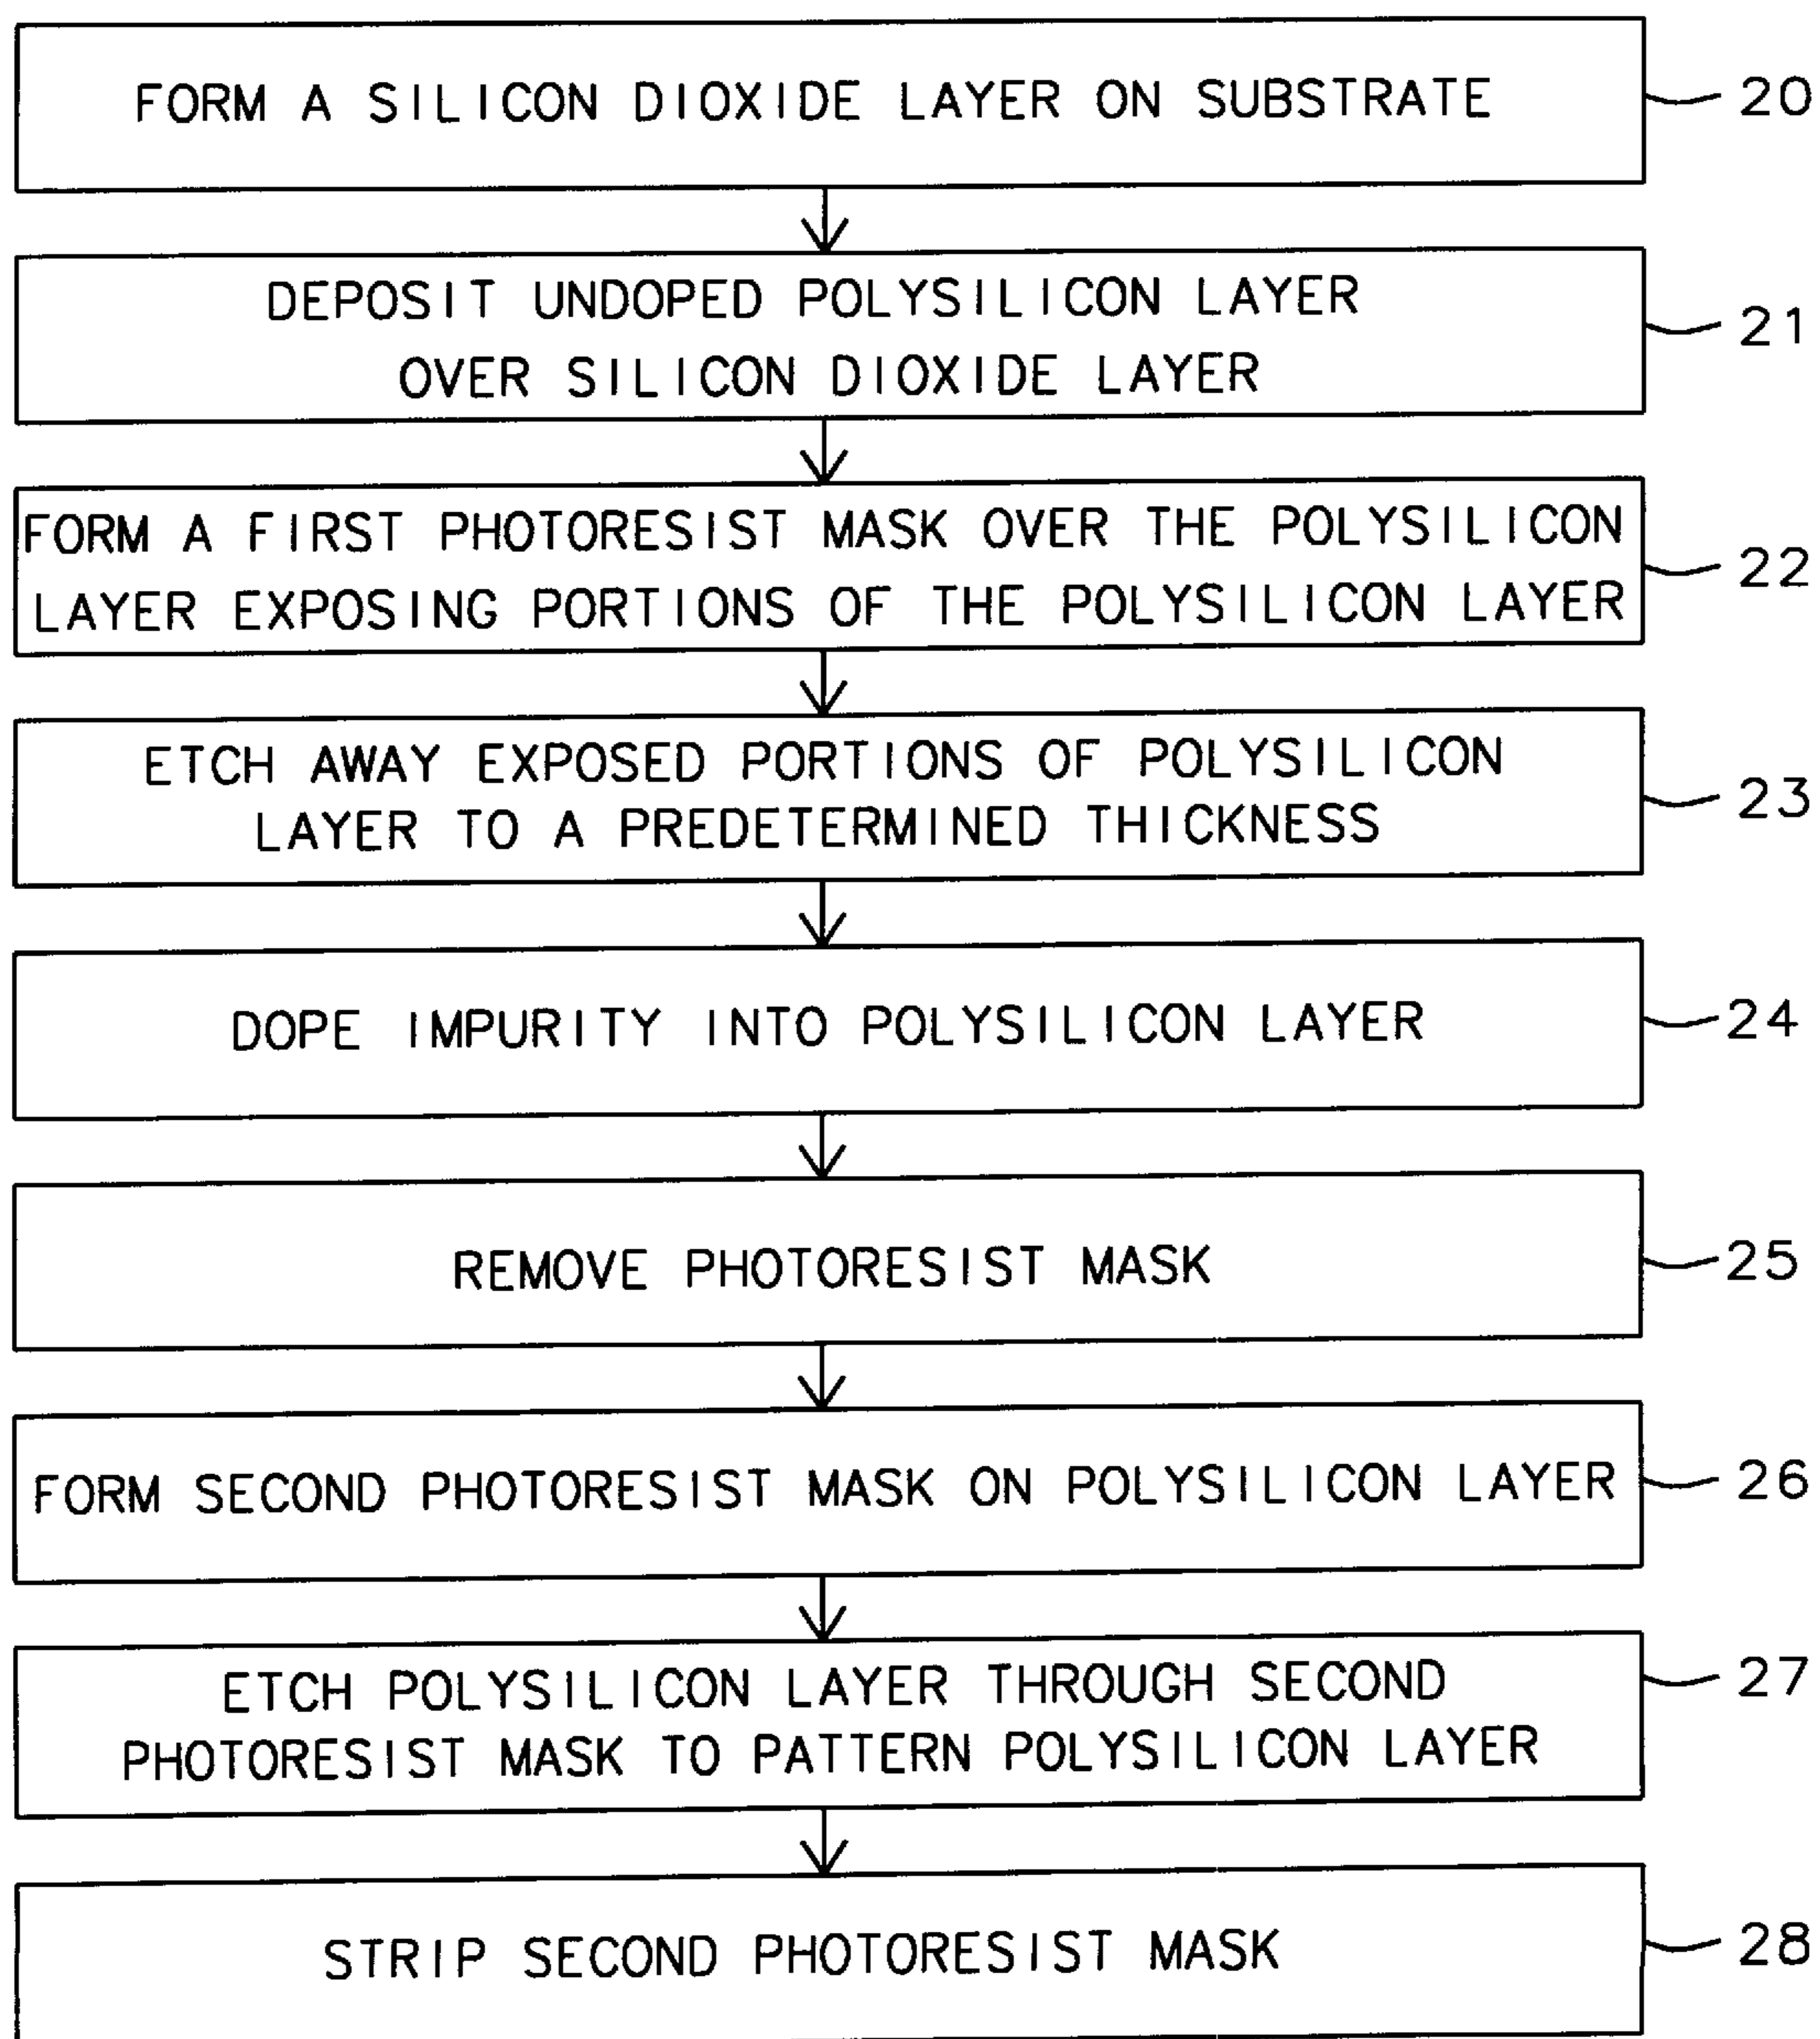 FORM A SILICON DIOXIDE LAYER ON SUBSTRATE
20
DEPOSIT UNDOPED POLYSILICON LAYER
OVER SILICON DIOXIDE LAYER
21
FORM A FIRST PHOTORESIST MASK OVER THE POLYSILICON
LAYER EXPOSING PORTIONS OF THE POLYSILICON LAYER
22
ETCH AWAY EXPOSED PORTIONS OF POLYSILICON
LAYER TO A PREDETERMINED THICKNESS
23
DOPE IMPURITY INTO POLYSILICON LAYER
24
REMOVE PHOTORESIST MASK
25
FORM SECOND PHOTORESIST MASK ON POLYSILICON LAYER
26
ETCH POLYSILICON LAYER THROUGH SECOND
PHOTORESIST MASK TO PATTERN POLYSILICON LAYER
27
STRIP SECOND PHOTORESIST MASK
28